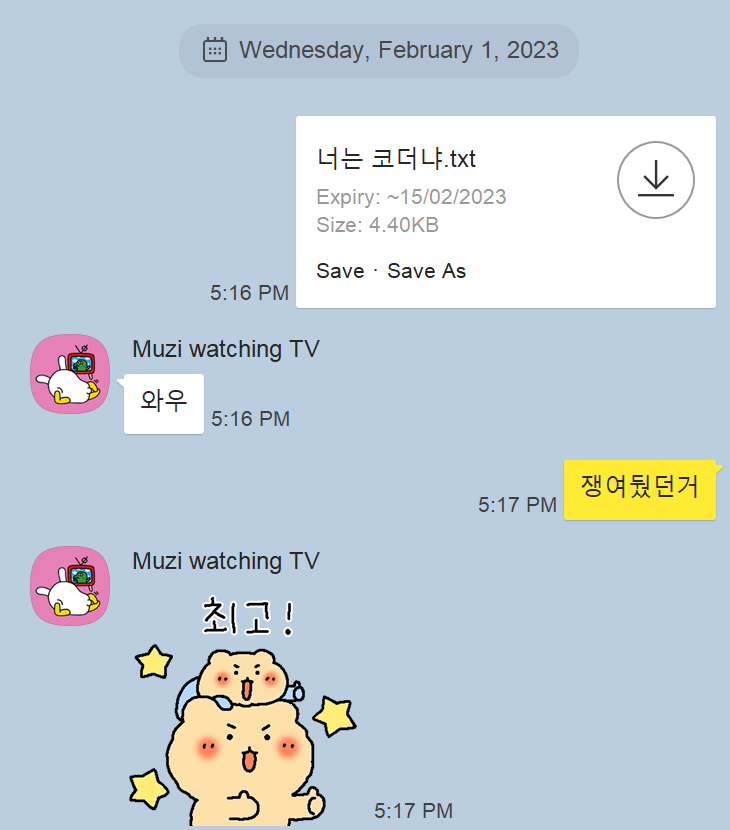 Wednesday, February 1, 2023
너는 코더냐.txt
Expiry: ~15/02/2023
Size: 4.40KB
Save · Save As
5:16 PM
Muzi watching TV
와우
5:16 PM
쟁여뒀던거
5:17 PM
Muzi watching TV
최고!
5:17 PM